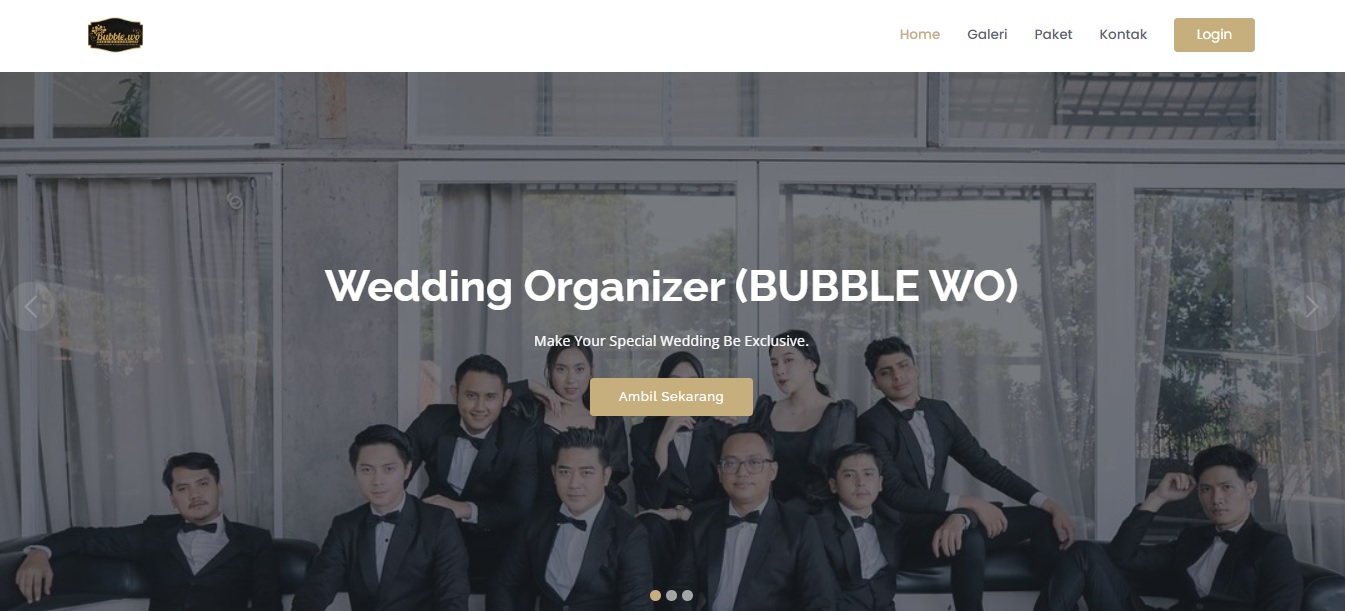 Bubble.wo
Home
Galeri
Paket
Kontak
Login
Wedding Organizer (BUBBLE WO)
Make Your Special Wedding Be Exclusive.
Ambil Sekarang